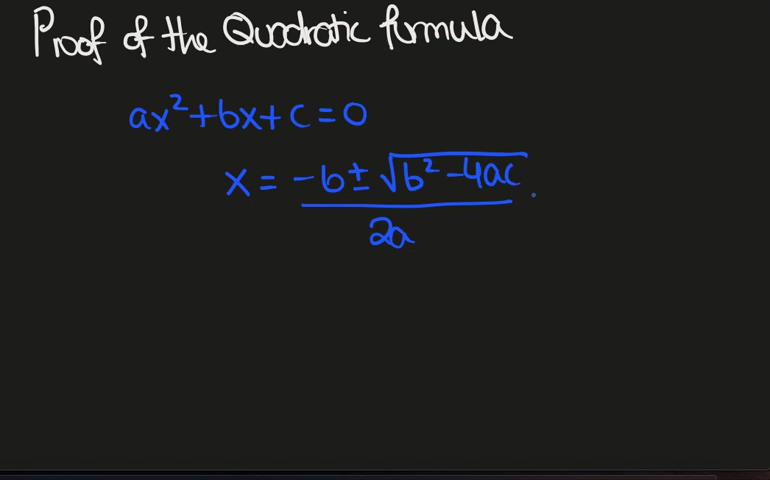 Proof of the Quadratic formula
ax²+bx+c=0
x = -b± √b²-4ac
2a